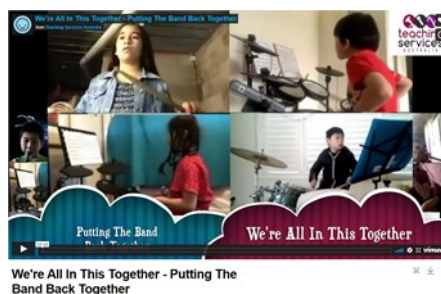 We're All In This Together - Putting The Band Back Together
from Teaching Services Australia
teaching
services
AUSTRALIA
Putting The Band
Back Together
We're All In This Together
vimeo
We're All In This Together - Putting The
Band Back Together